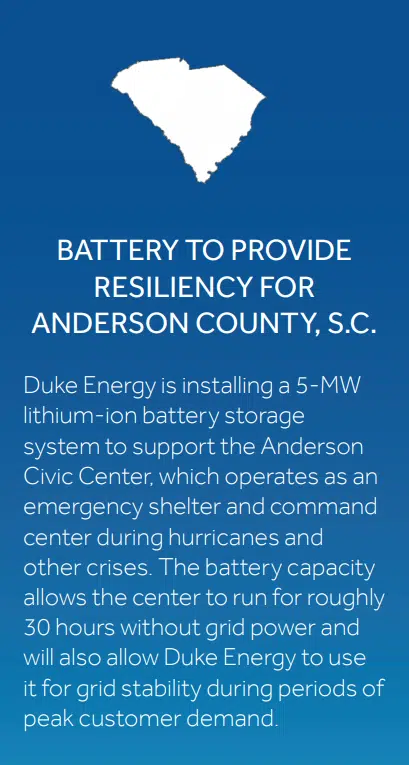 BATTERY TO PROVIDE
RESILIENCY FOR
ANDERSON COUNTY, S.C.
Duke Energy is installing a 5-MW
lithium-ion battery storage
system to support the Anderson
Civic Center, which operates as an
emergency shelter and command
center during hurricanes and
other crises. The battery capacity
allows the center to run for roughly
30 hours without grid power and
will also allow Duke Energy to use
it for grid stability during periods of
peak customer demand.